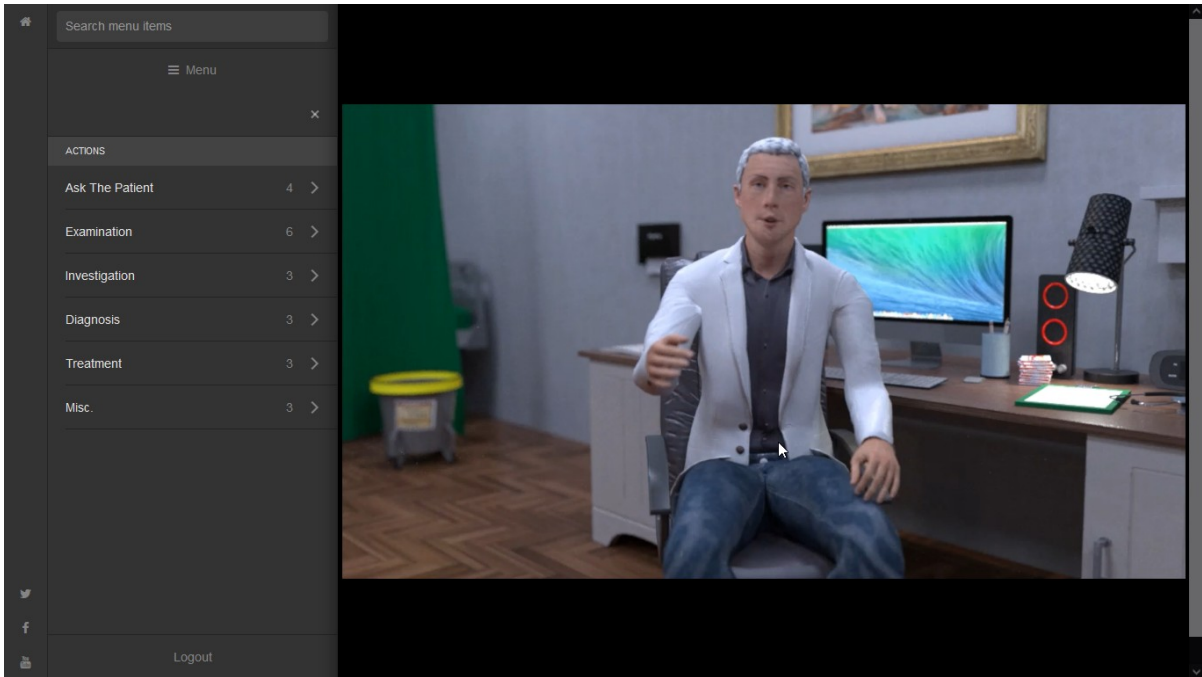 Search menu items
Menu
×
ACTIONS
Ask The Patient 4
Examination 6
Investigation 3
Diagnosis 3
Treatment 3
Misc. 3
Logout